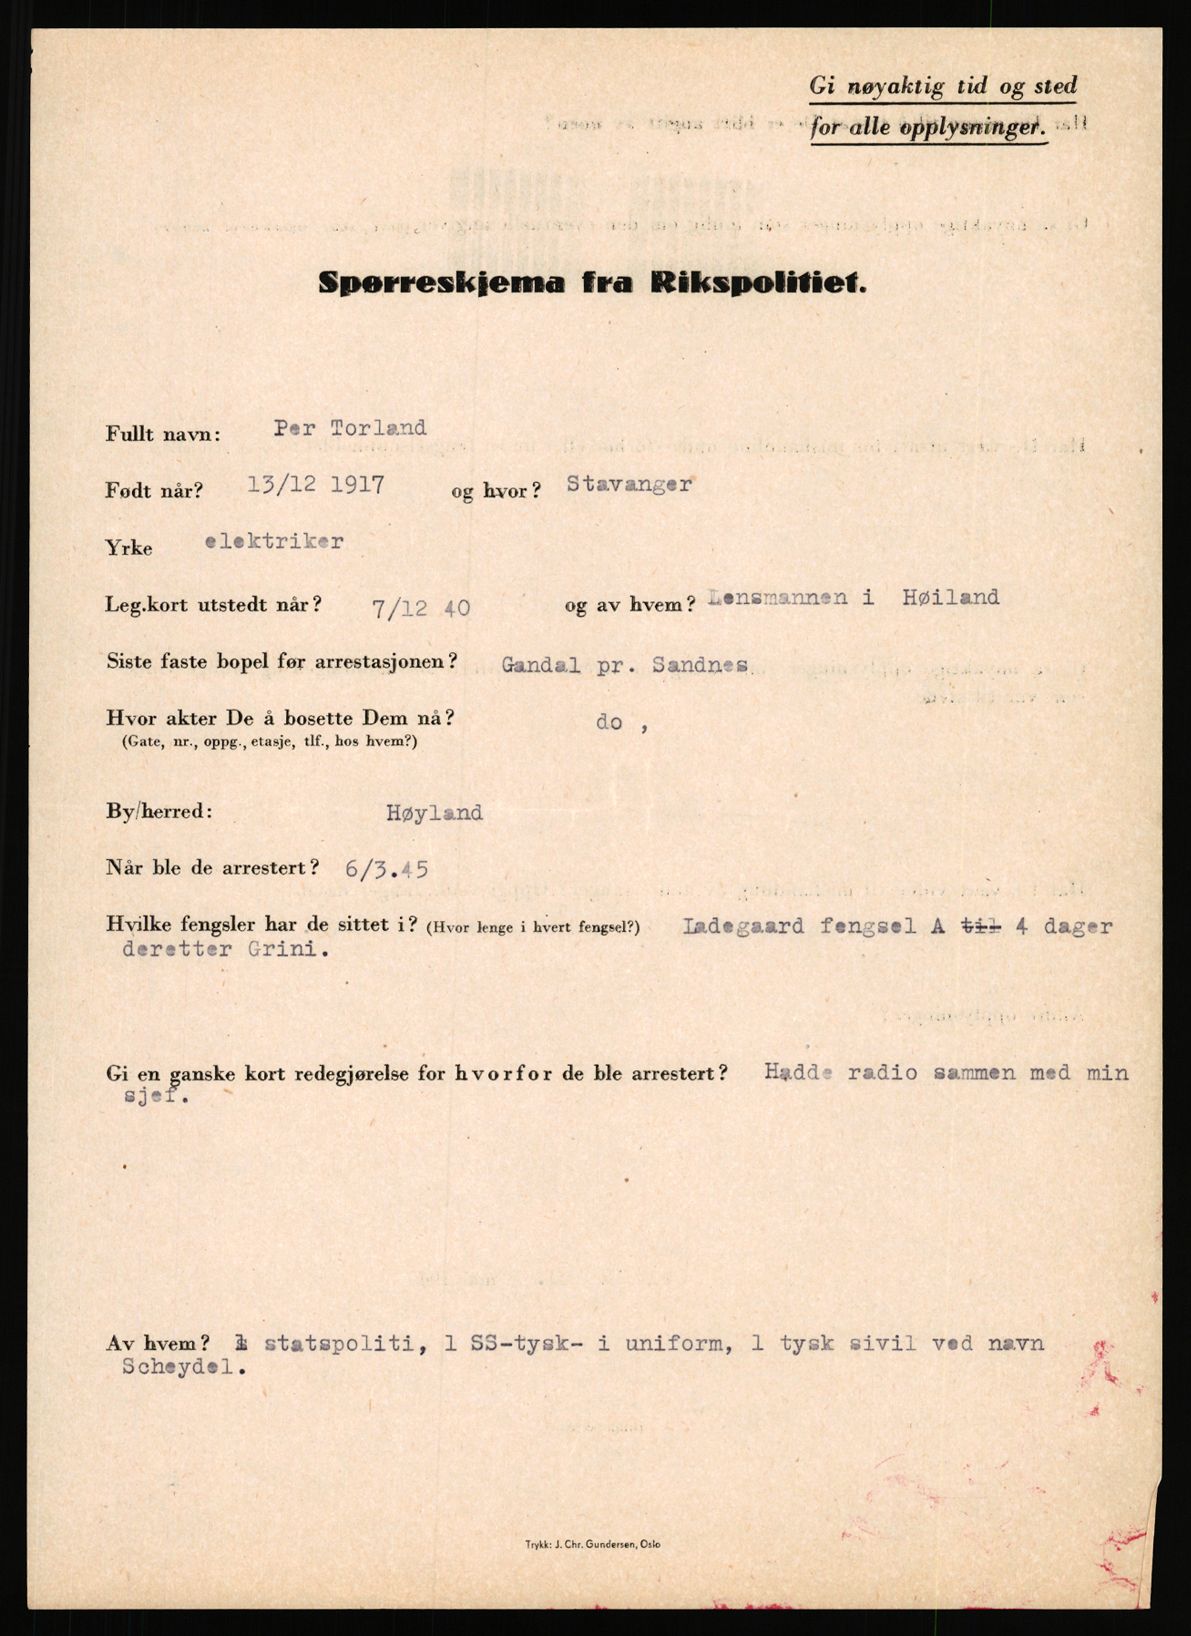 Gi nøyaktig tid og sted
for alle opplysninger.
Spørreskjema fra Rikspolitiet.
Fullt navn: Per Torland
Født når? 13/12 1917 og hvor? Stavanger
Yrke elektriker
Leg.kort utstedt når? 7/12 40 og av hvem? Lensmannen i Høiland
Siste faste bopel før arrestasjonen? Gandal pr. Sandnes
Hvor akter De å bosette Dem nå? do ,
(Gate, nr., oppg., etasje, tlf., hos hvem?)
By/herred: Høyland
Når ble de arrestert? 6/3.45
Hvilke fengsler har de sittet i? (Hvor lenge i hvert fengsel?) Ladegaard fengsel A til 4 dager
deretter Grini.
Gi en ganske kort redegjørelse for hvorfor de ble arrestert? Hadde radio sammen med min
sjef.
Av hvem? 1 statspoliti, 1 SS-tysk- i uniform, 1 tysk sivil ved navn
Scheydel.
Trykk: J. Chr. Gundersen, Oslo